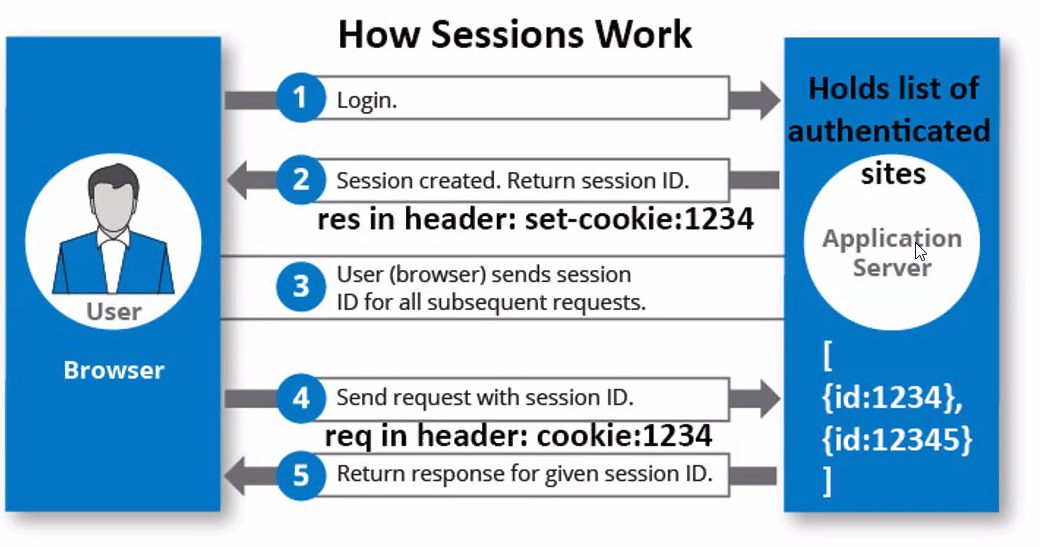 How Sessions Work
1 Login.
2 Session created. Return session ID.
res in header: set-cookie:1234
3 User (browser) sends session
ID for all subsequent requests.
4 Send request with session ID.
req in header: cookie:1234
5 Return response for given session ID.
User
Browser
Holds list of
authenticated
sites
Application
Server
[
{id:1234},
{id:12345}
]